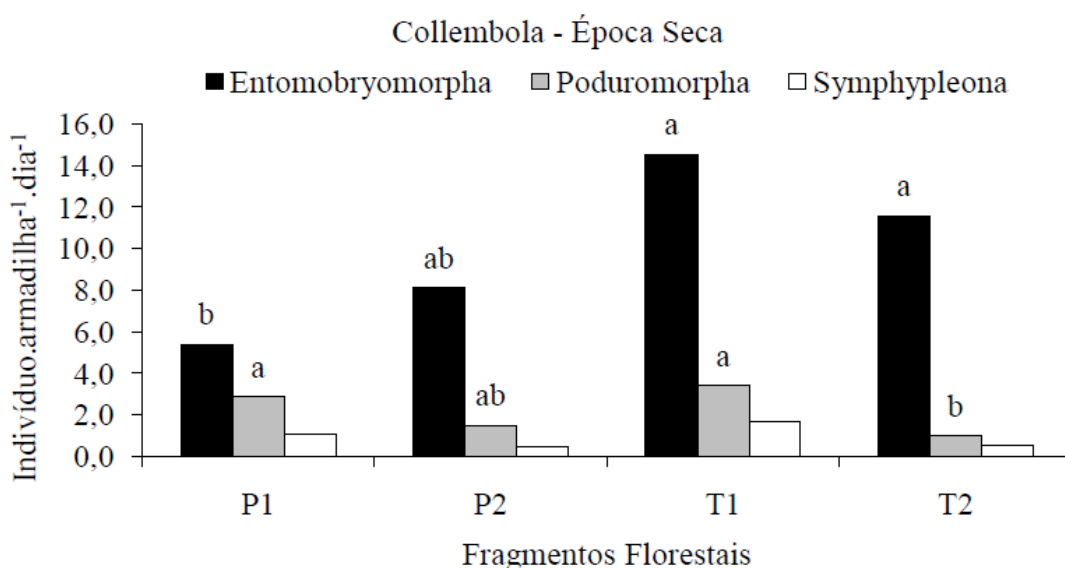 Collembola - Época Seca
Entomobryomorpha Poduromorpha Symphypleona
Indivíduo.armadilha⁻¹.dia⁻¹
16,0
14,0
12,0
10,0
8,0
6,0
4,0
2,0
0,0
b
a
ab
ab
a
a
a
b
P1 P2 T1 T2
Fragmentos Florestais